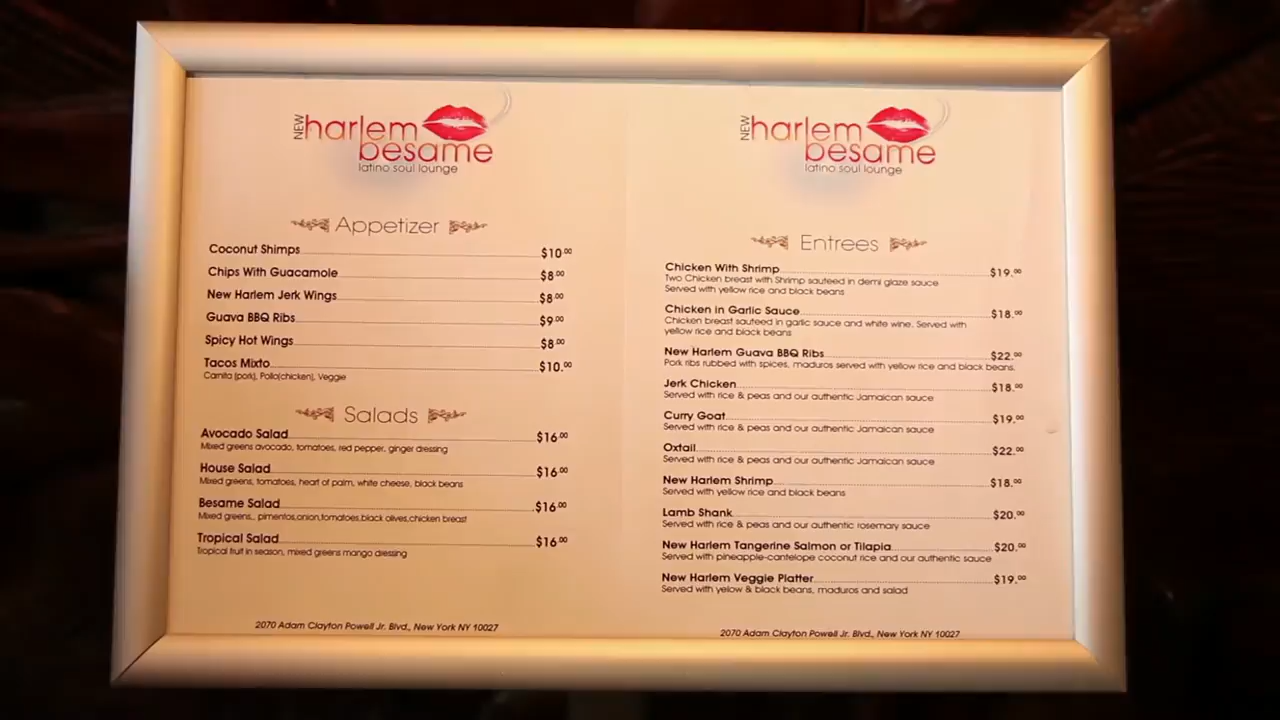 NEW harlem
besame
latino soul lounge
Appetizer
Coconut Shimps $10.00
Chips With Guacamole $8.00
New Harlem Jerk Wings $8.00
Guava BBQ Ribs $9.00
Spicy Hot Wings $8.00
Tacos Mixto $10.00
Carnita (pork), Pollo(chicken), Veggie
Salads
Avocado Salad $16.00
Mixed greens avocado, tomatoes, red pepper, ginger dressing
House Salad $16.00
Mixed greens, tomatoes, heart of palm, white cheese, black beans
Besame Salad $16.00
Mixed greens,, pimentos,onion,tomatoes,black olives,chicken breast
Tropical Salad $16.00
Tropical fruit in season, mixed greens mango dressing
2070 Adam Clayton Powell Jr. Blvd., New York NY 10027
NEW harlem
besame
latino soul lounge
Entrees
Chicken With Shrimp $19.00
Two Chicken breast with Shrimp sauteed in demi glaze sauce
Served with yellow rice and black beans
Chicken in Garlic Sauce $18.00
Chicken breast sauteed in garlic sauce and white wine. Served with
yellow rice and black beans
New Harlem Guava BBQ Ribs $22.00
Pork ribs rubbed with spices, maduros served with yellow rice and black beans.
Jerk Chicken $18.00
Served with rice & peas and our authentic Jamaican sauce
Curry Goat $19.00
Served with rice & peas and our authentic Jamaican sauce
Oxtail $22.00
Served with rice & peas and our authentic Jamaican sauce
New Harlem Shrimp $18.00
Served with yellow rice and black beans
Lamb Shank $20.00
Served with rice & peas and our authentic rosemary sauce
New Harlem Tangerine Salmon or Tilapia $20.00
Served with pineapple-cantelope coconut rice and our authentic sauce
New Harlem Veggie Platter $19.00
Served with yelow & black beans, maduros and salad
2070 Adam Clayton Powell Jr. Blvd., New York NY 10027